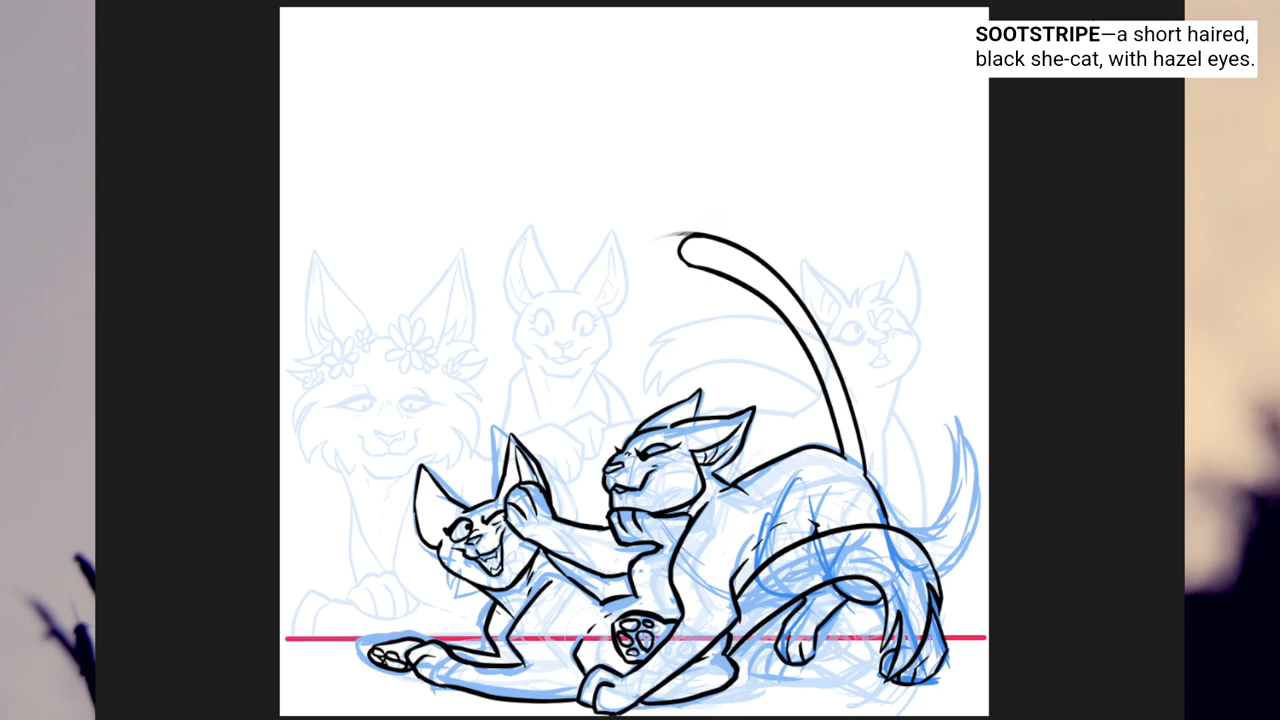 SOOTSTRIPE—a short haired,
black she-cat, with hazel eyes.